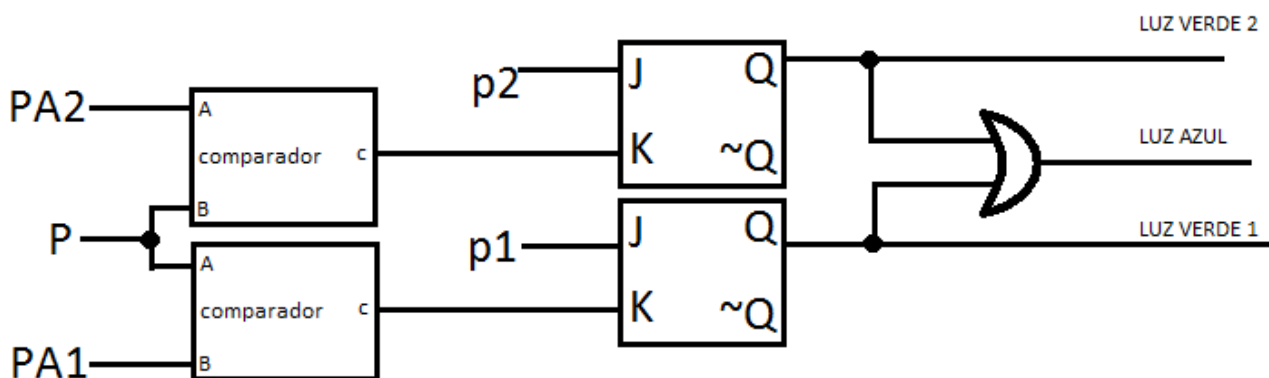 LUZ VERDE 2
PA2
A
comparador
c
B
p2
J
Q
K
~Q
LUZ AZUL
P
A
comparador
c
B
PA1
p1
J
Q
K
~Q
LUZ VERDE 1